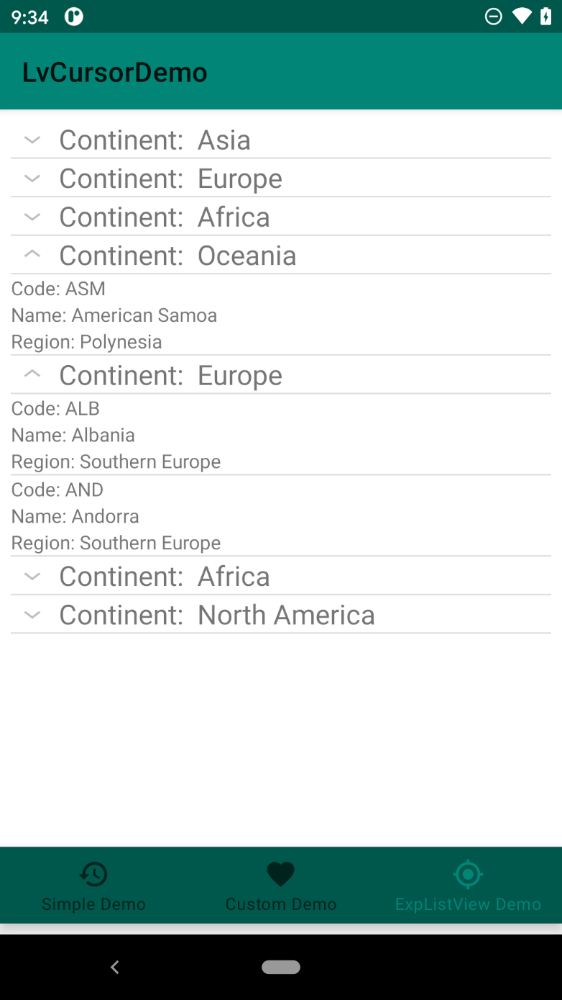 9:34
LvCursorDemo
Continent: Asia
Continent: Europe
Continent: Africa
Continent: Oceania
Code: ASM
Name: American Samoa
Region: Polynesia
Continent: Europe
Code: ALB
Name: Albania
Region: Southern Europe
Code: AND
Name: Andorra
Region: Southern Europe
Continent: Africa
Continent: North America
Simple Demo
Custom Demo
ExpListView Demo